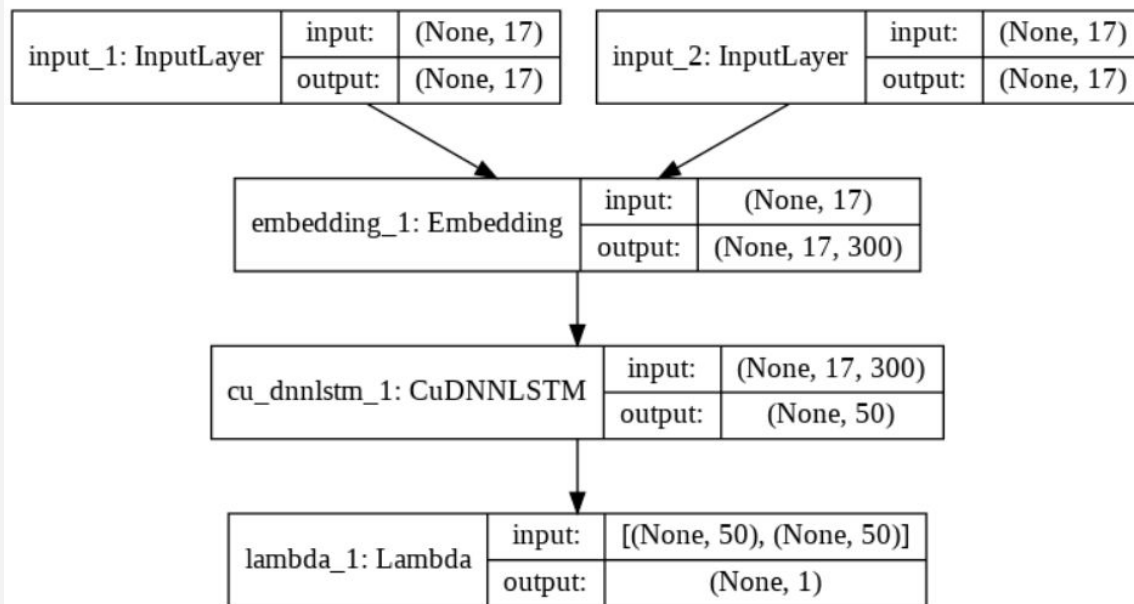 input_1: InputLayer
input: (None, 17)
output: (None, 17)
input_2: InputLayer
input: (None, 17)
output: (None, 17)
embedding_1: Embedding
input: (None, 17)
output: (None, 17, 300)
cu_dnnlstm_1: CuDNNLSTM
input: (None, 17, 300)
output: (None, 50)
lambda_1: Lambda
input: [(None, 50), (None, 50)]
output: (None, 1)